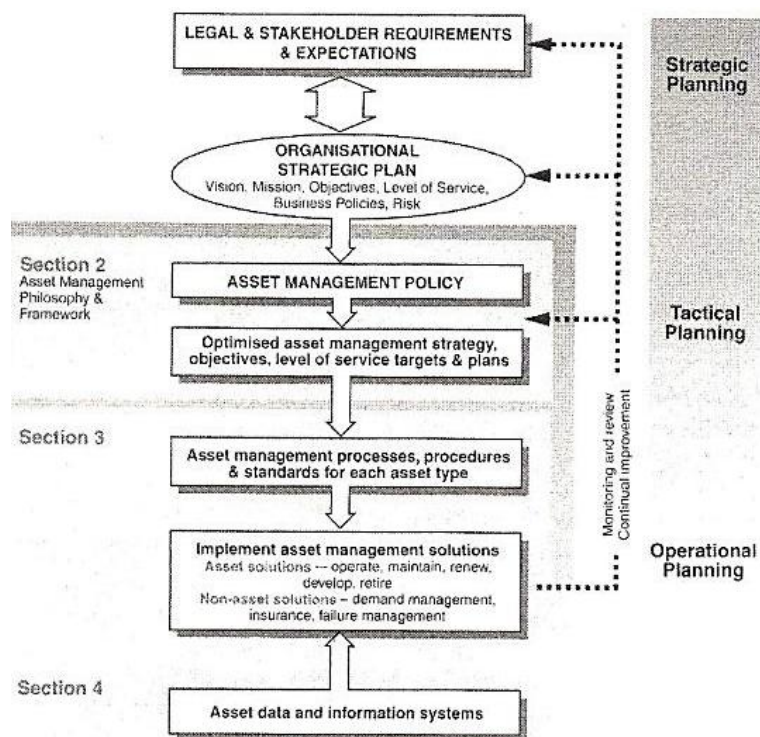 LEGAL & STAKEHOLDER REQUIREMENTS
& EXPECTATIONS
Strategic
Planning
ORGANISATIONAL
STRATEGIC PLAN
Vision, Mission, Objectives, Level of Service,
Business Policies, Risk
Section 2
Asset Management
Philosophy &
Framework
ASSET MANAGEMENT POLICY
Optimised asset management strategy,
objectives, level of service targets & plans
Tactical
Planning
Section 3
Asset management processes, procedures
& standards for each asset type
Monitoring and review
Continual improvement
Implement asset management solutions
Asset solutions — operate, maintain, renew,
develop, retire
Non-asset solutions – demand management,
insurance, failure management
Operational
Planning
Section 4
Asset data and information systems